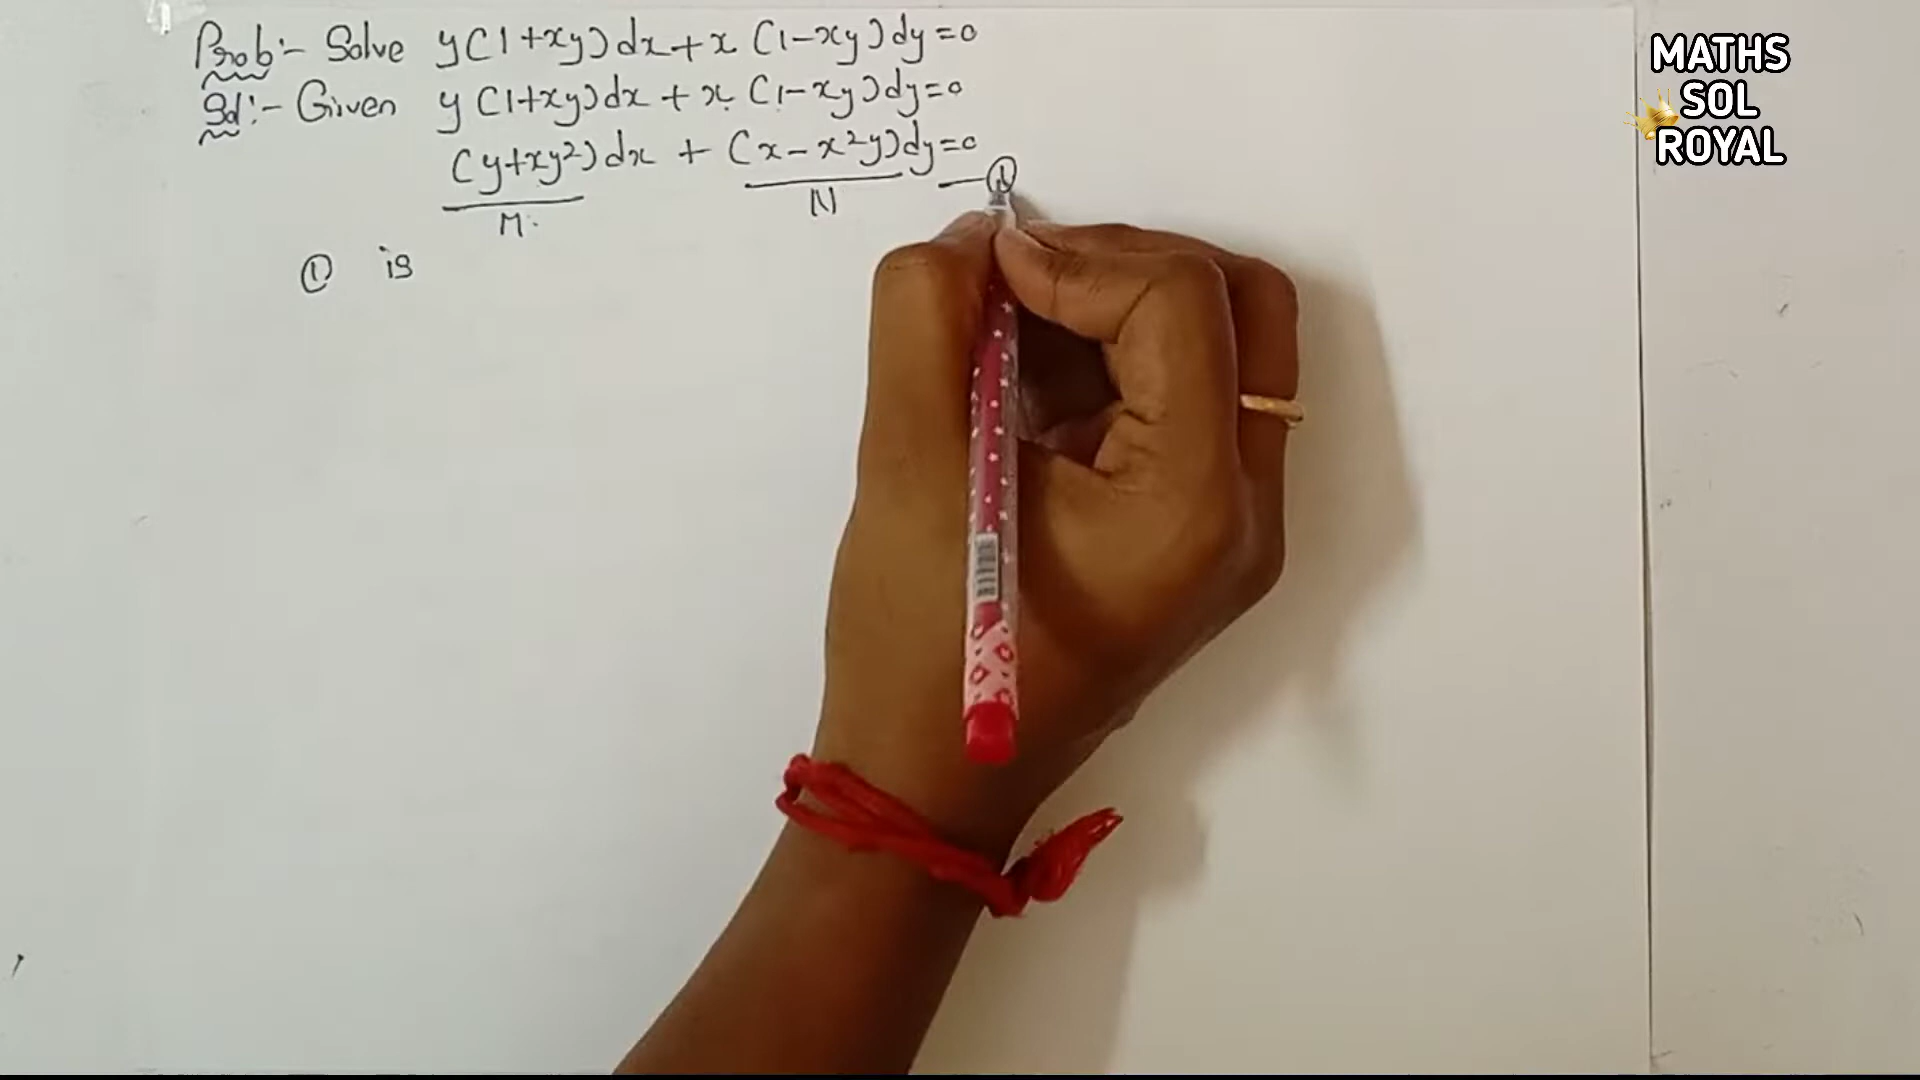 Prob:- Solve y(1+xy)dx+x(1-xy)dy=0
Sol:- Given y(1+xy)dx+x(1-xy)dy=0
(y+xy²)dx + (x-x²y)dy=0 —①
M N
① is
MATHS
SOL
ROYAL